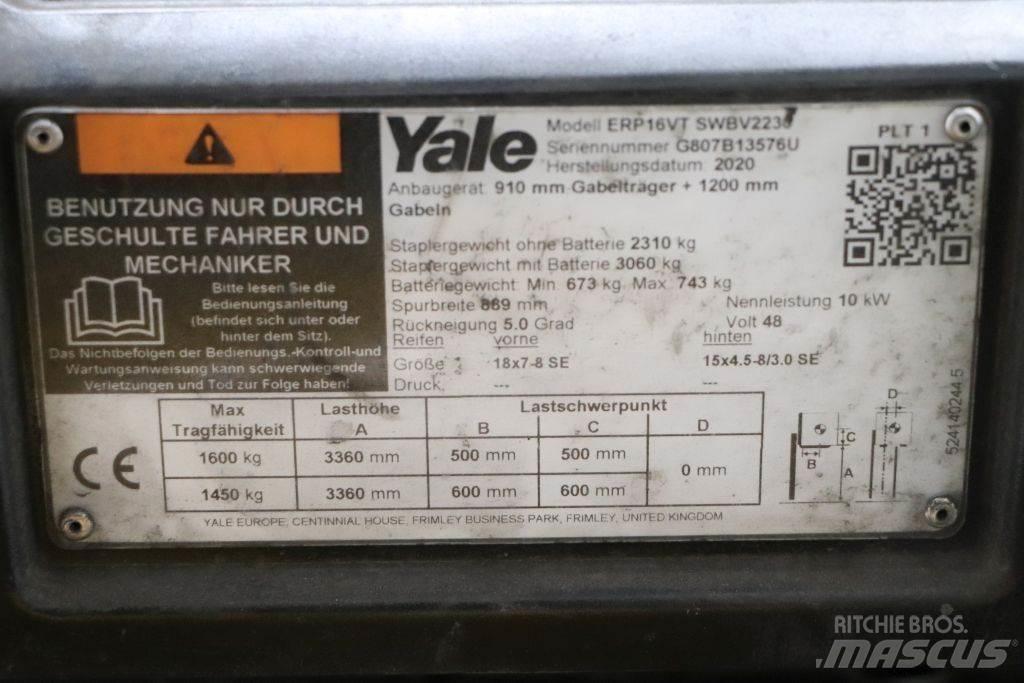 BENUTZUNG NUR DURCH
GESCHULTE FAHRER UND
MECHANIKER
Bitte lesen Sie die
Bedienungsanleitung
(befindet sich unter oder
hinter dem Sitz).
Das Nichtbefolgen der Bedienungs.-Kontroll-und
Wartungsanweisung kann schwerwiegende
Verletzungen und Tod zur Folge haben!
Yale
Modell ERP16VT
Seriennummer G807B13576U
Herstellungsdatum 2020
Anbaugerät 910 mm Gabelträger + 1200 mm
Gabeln
PLT 1
Staplergewicht ohne Batterie 2310 kg
Staplergewicht mit Batterie 3060 kg
Batteriegewicht Min. 673 kg Max. 743 kg
Spurbreite 889 mm Nennleistung 10 kW
Rückneigung 5.0 Grad Volt 48
Reifen vorne hinten
Größe 18x7-8 SE 15x4.5-8/3.0 SE
Druck --- ---
Max Tragfähigkeit Lasthöhe A Lastschwerpunkt
B C D
1600 kg 3360 mm 500 mm 500 mm 0 mm
1450 kg 3360 mm 600 mm 600 mm
CE
D
C
B
A
524140244 5
YALE EUROPE, CENTINNIAL HOUSE, FRIMLEY BUSINESS PARK, FRIMLEY, UNITED KINGDOM
RITCHIE BROS.
MASCUS